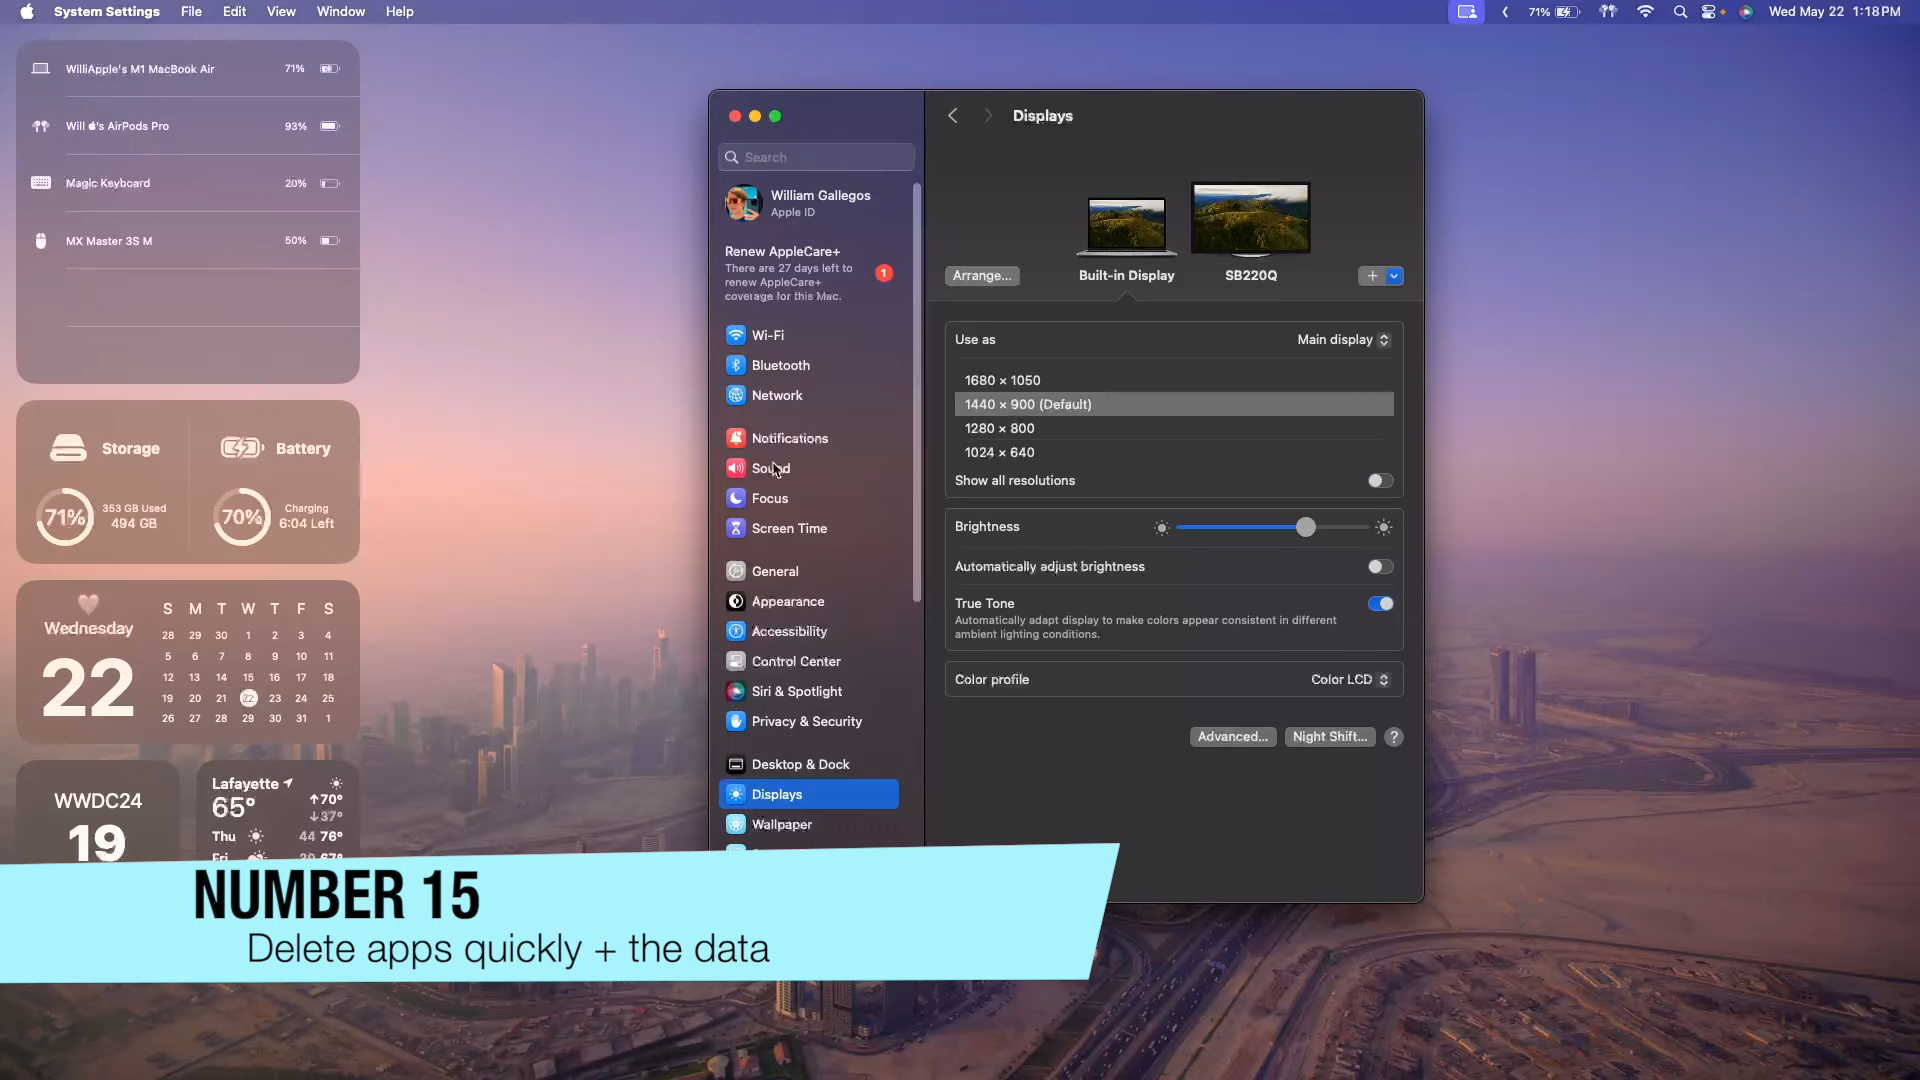 System Settings File Edit View Window Help
71% Wed May 22 1:18 PM
WilliApple's M1 MacBook Air 71%
Will 's AirPods Pro 93%
Magic Keyboard 20%
MX Master 3S M 50%
Storage
71%
353 GB Used
494 GB
Battery
70%
Charging
6:04 Left
Wednesday
22
S M T W T F S
28 29 30 1 2 3 4
5 6 7 8 9 10 11
12 13 14 15 16 17 18
19 20 21 22 23 24 25
26 27 28 29 30 31 1
WWDC24
19
Lafayette
65° ↑70°
↓37°
Thu 44 76°
Fri 39 67°
Search
William Gallegos
Apple ID
Renew AppleCare+
There are 27 days left to
renew AppleCare+
coverage for this Mac.
1
Wi-Fi
Bluetooth
Network
Notifications
Sound
Focus
Screen Time
General
Appearance
Accessibility
Control Center
Siri & Spotlight
Privacy & Security
Desktop & Dock
Displays
Wallpaper
Displays
Arrange...
Built-in Display
SB220Q
+
Use as Main display
1680 × 1050
1440 × 900 (Default)
1280 × 800
1024 × 640
Show all resolutions
Brightness
Automatically adjust brightness
True Tone
Automatically adapt display to make colors appear consistent in different
ambient lighting conditions.
Color profile Color LCD
Advanced... Night Shift... ?
NUMBER 15
Delete apps quickly + the data